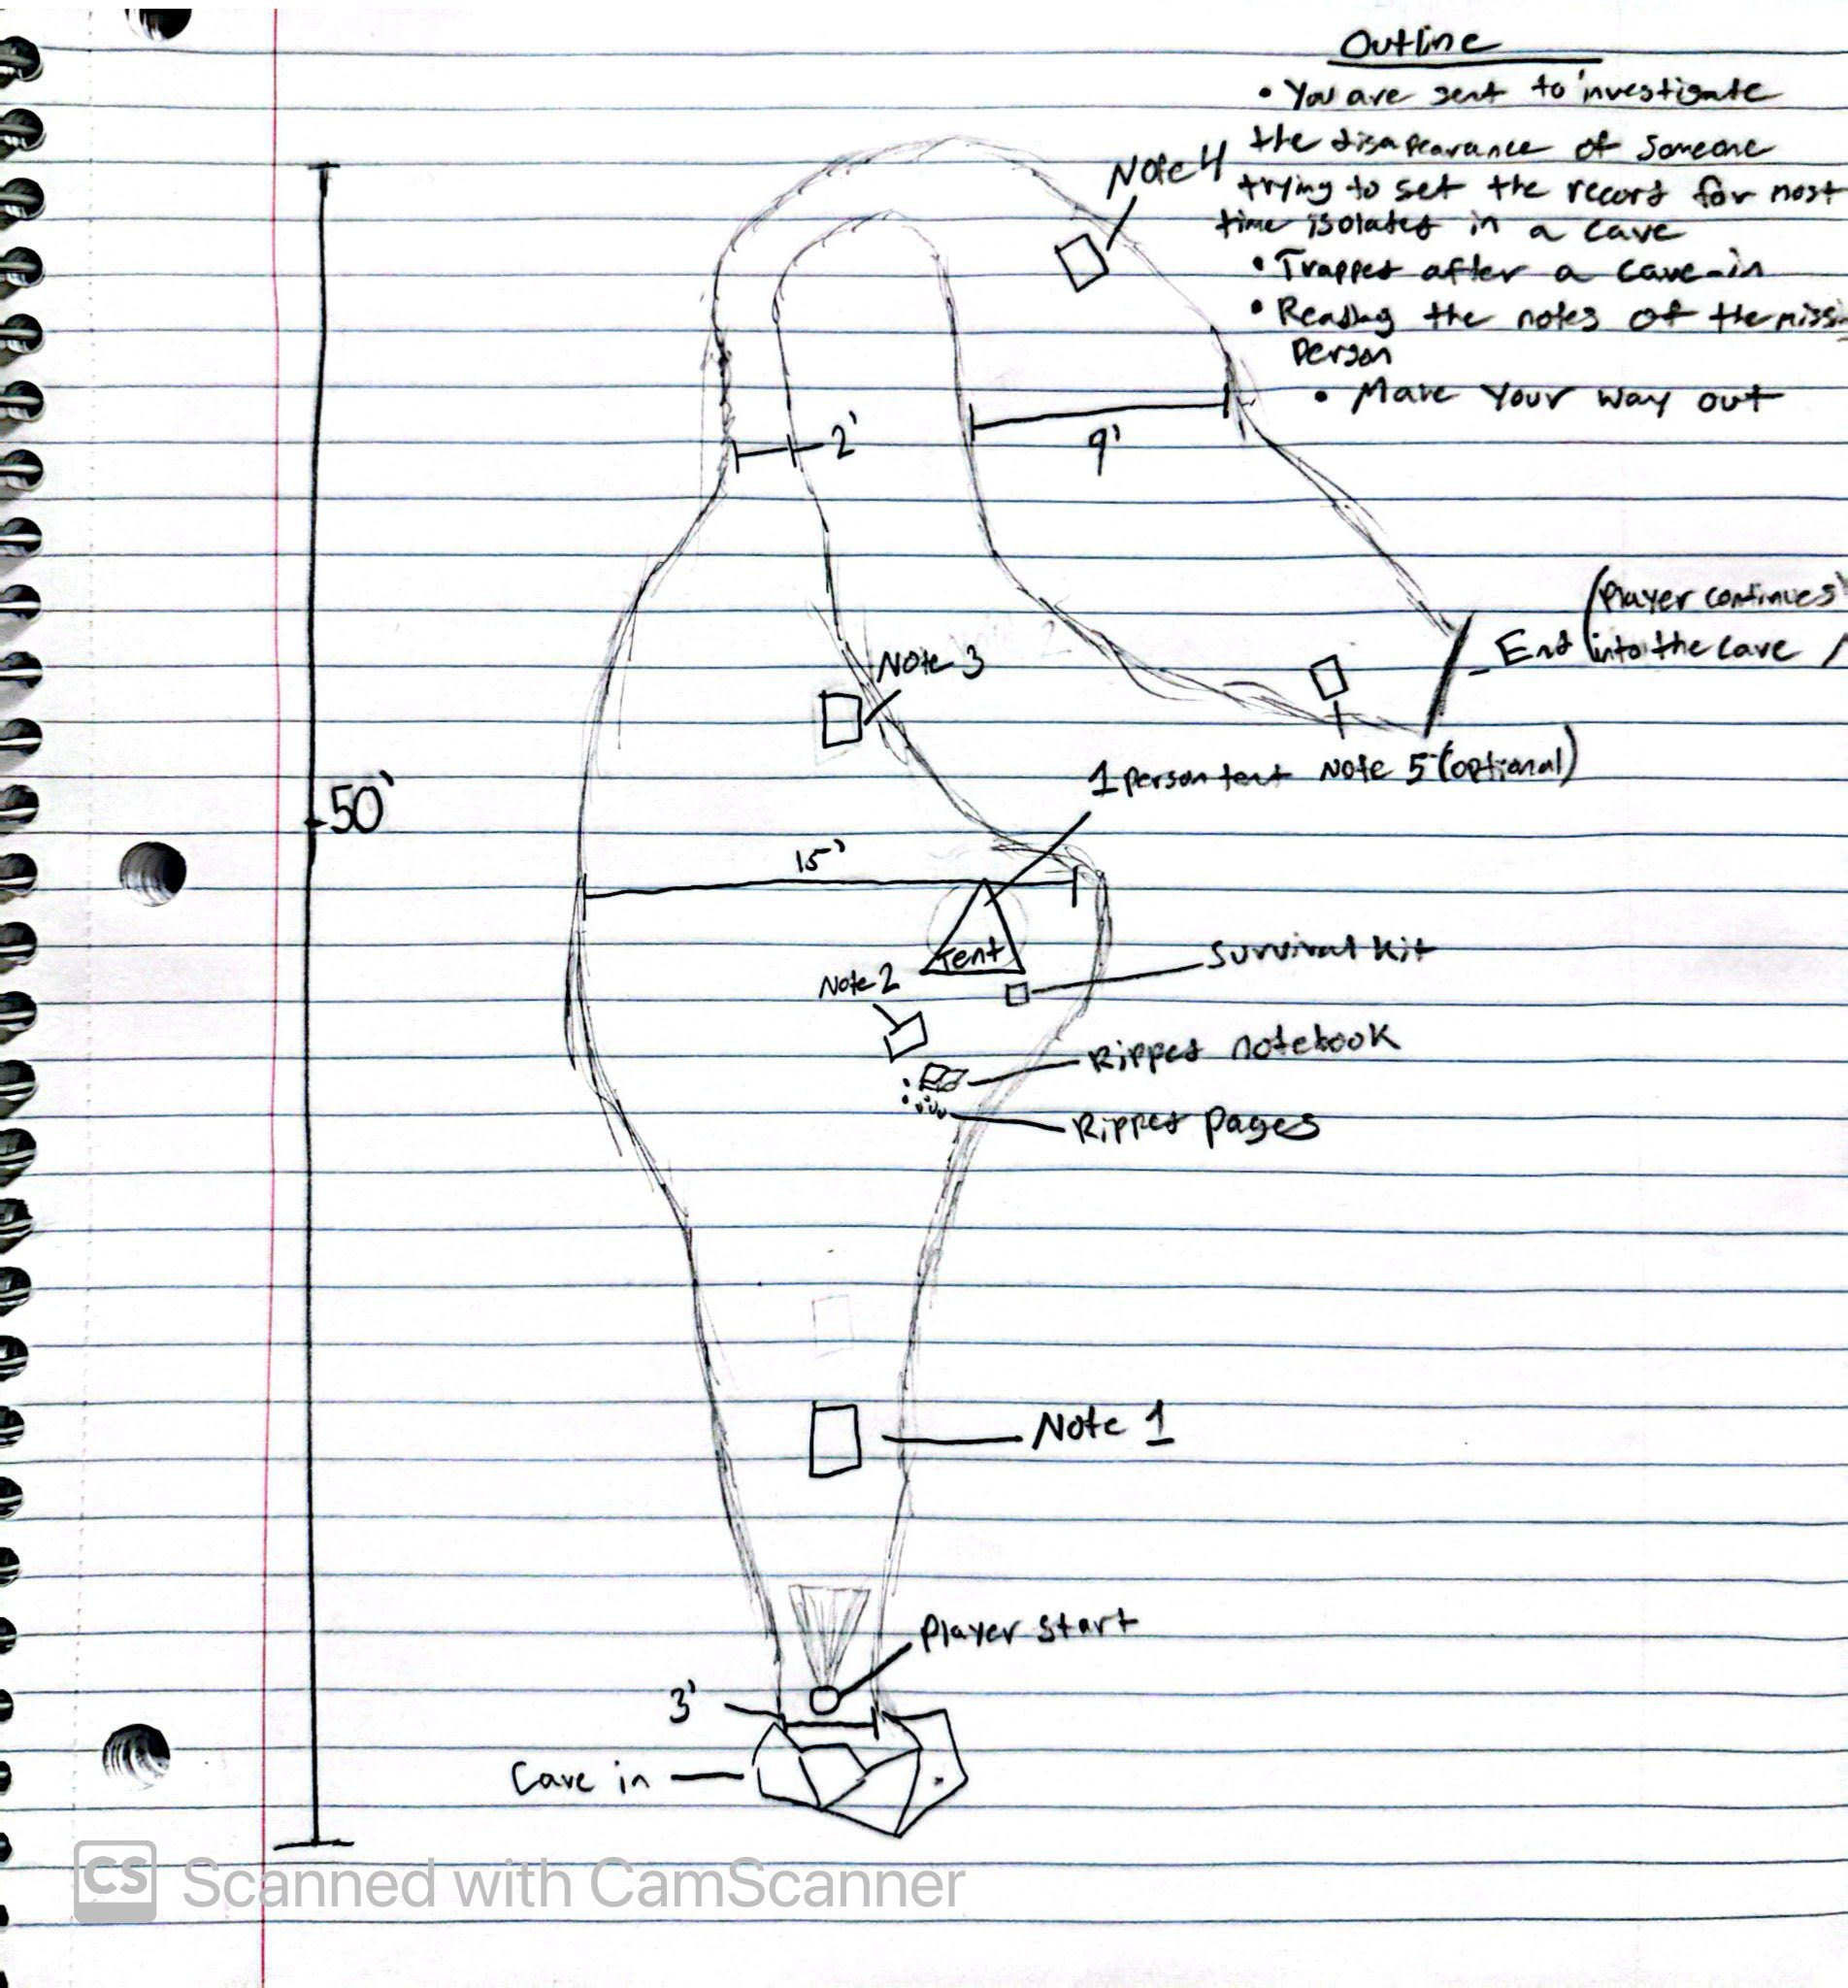 Outline
• You are sent to investigate
the disapearance of someone
trying to set the record for most
time isolated in a cave
• Trapped after a cave-in
• Reading the notes of the missi
person
• Make your way out
Note 4
2'
9'
(Player continues
End into the cave)
Note 3
50'
1 person tent Note 5 (optional)
15'
Tent
Survival kit
Note 2
Ripped notebook
Ripped pages
Note 1
Player start
3'
Cave in
CS Scanned with CamScanner